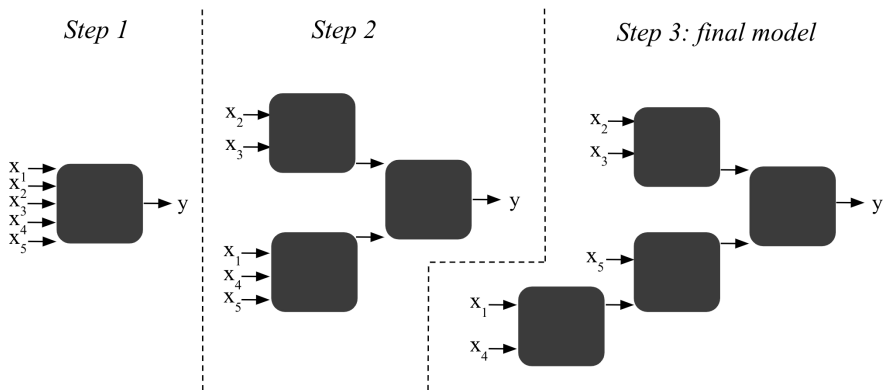 Step 1
x1
x2
x3
x4
x5
y
Step 2
x2
x3
x1
x4
x5
y
Step 3: final model
x2
x3
x5
x1
x4
y